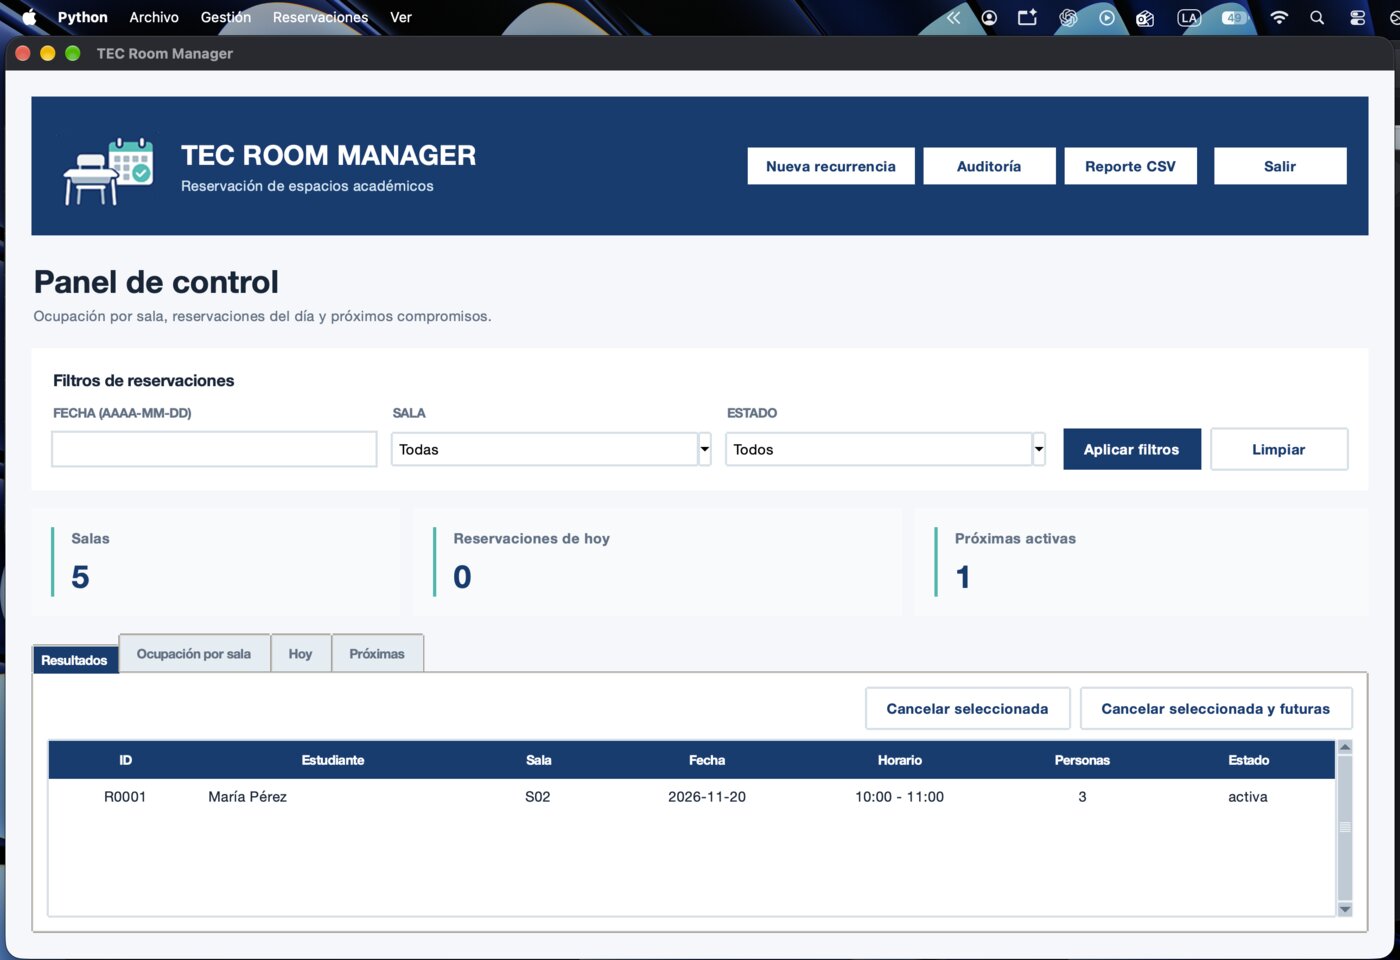 Python Archivo Gestión Reservaciones Ver LA 49
TEC Room Manager
TEC ROOM MANAGER
Reservación de espacios académicos
Nueva recurrencia Auditoría Reporte CSV Salir
Panel de control
Ocupación por sala, reservaciones del día y próximos compromisos.
Filtros de reservaciones
FECHA (AAAA-MM-DD) SALA ESTADO
Todas Todos Aplicar filtros Limpiar
Salas Reservaciones de hoy Próximas activas
5 0 1
Resultados Ocupación por sala Hoy Próximas
Cancelar seleccionada Cancelar seleccionada y futuras
ID Estudiante Sala Fecha Horario Personas Estado
R0001 María Pérez S02 2026-11-20 10:00 - 11:00 3 activa